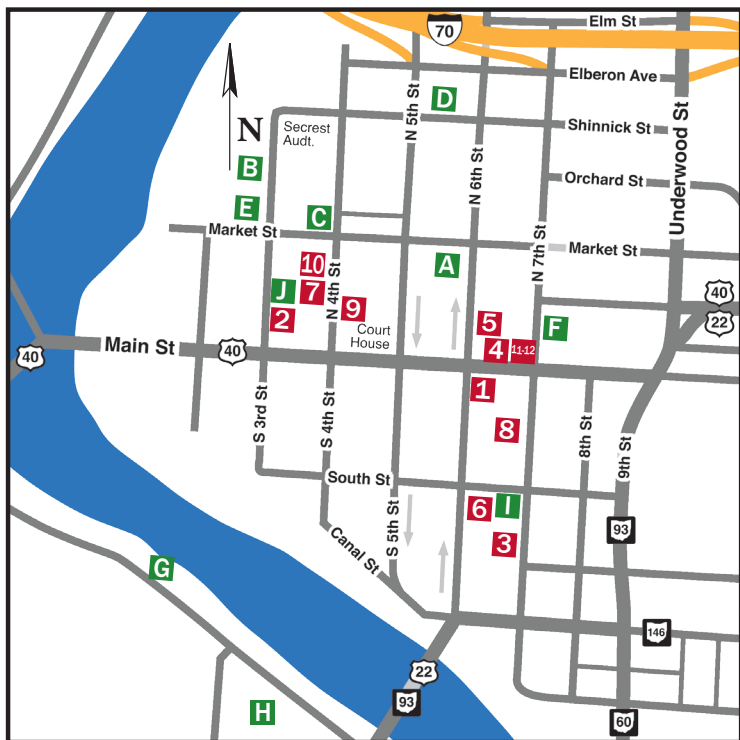 Elm St
70
Elberon Ave
D
N 5th St
Shinnick St
Secrest
Audt.
N
Underwood St
B
N 6th St
Orchard St
E
C
Market St
Market St
N 7th St
A
10
J
7
N 4th St
9
2
40
22
5
F
Court
House
4
11-12
Main St
40
40
1
S 3rd St
S 4th St
8
8th St
9th St
South St
6
I
S 5th St
93
3
Canal St
G
146
22
93
H
60